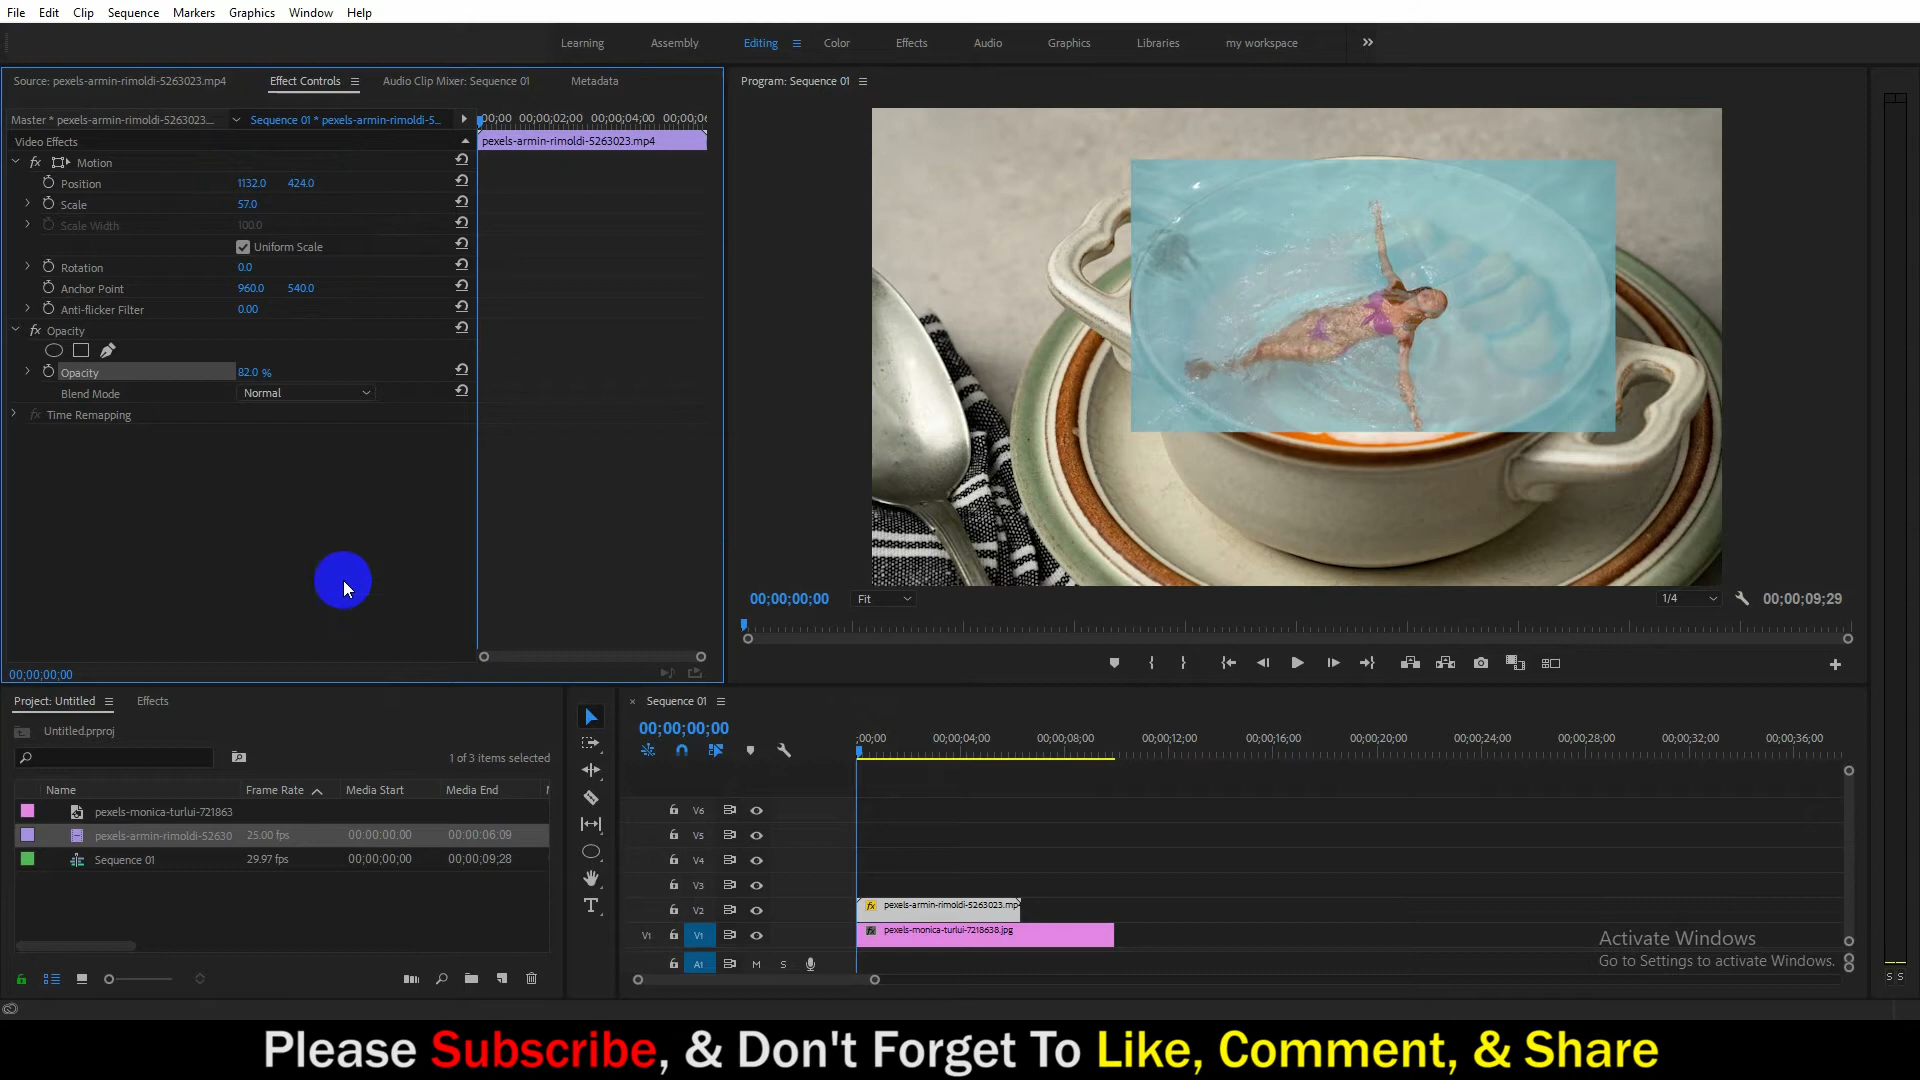 File Edit Clip Sequence Markers Graphics Window Help
Learning Assembly Editing Color Effects Audio Graphics Libraries my workspace
Source: pexels-armin-rimoldi-5263023.mp4 Effect Controls Audio Clip Mixer: Sequence 01 Metadata
Program: Sequence 01
Master * pexels-armin-rimoldi-5263023.... Sequence 01 * pexels-armin-rimoldi-5...
00;00 00;00;02;00 00;00;04;00 00;00;06
Video Effects
pexels-armin-rimoldi-5263023.mp4
fx Motion
Position 1132.0 424.0
Scale 57.0
Scale Width 100.0
Uniform Scale
Rotation 0.0
Anchor Point 960.0 540.0
Anti-flicker Filter 0.00
fx Opacity
Opacity 82.0 %
Blend Mode Normal
fx Time Remapping
00;00;00;00
00;00;00;00 Fit 1/4 00;00;09;29
Project: Untitled Effects
Untitled.prproj
1 of 3 items selected
Name Frame Rate Media Start Media End
pexels-monica-turlui-721863
pexels-armin-rimoldi-52630 25.00 fps 00:00:00:00 00:00:06:09
Sequence 01 29.97 fps 00;00;00;00 00;00;09;28
× Sequence 01
00;00;00;00
;00;00 00;00;04;00 00;00;08;00 00;00;12;00 00;00;16;00 00;00;20;00 00;00;24;00 00;00;28;00 00;00;32;00 00;00;36;00
V6
V5
V4
V3
V2 fx pexels-armin-rimoldi-5263023.mp4
V1 V1 fx pexels-monica-turlui-7218638.jpg
A1 M S
S S
Activate Windows
Go to Settings to activate Windows.
Please Subscribe, & Don't Forget To Like, Comment, & Share